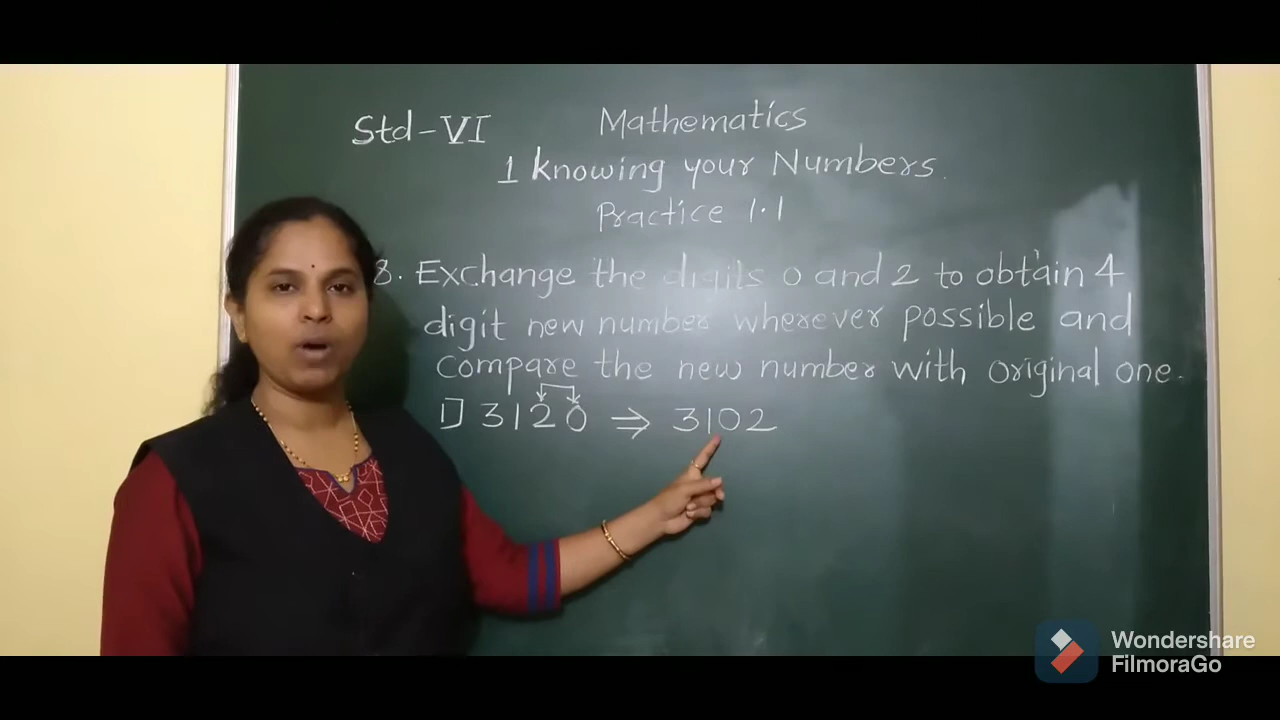 Std-VI Mathematics
1 knowing your Numbers.
Practice 1.1
8. Exchange the digits 0 and 2 to obtain 4
digit new number wherever possible and
compare the new number with original one.
1] 3120 ⇒ 3102
Wondershare
FilmoraGo